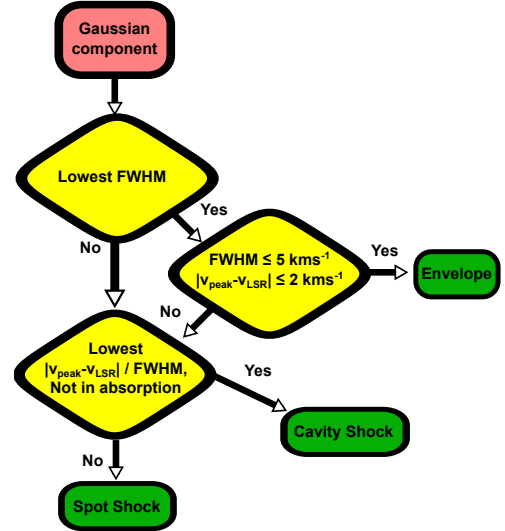 Gaussian
component
Lowest FWHM
Yes
No
FWHM ≤ 5 kms⁻¹
|vpeak-vLSR| ≤ 2 kms⁻¹
Yes
Envelope
No
Lowest
|vpeak-vLSR| / FWHM,
Not in absorption
Yes
Cavity Shock
No
Spot Shock